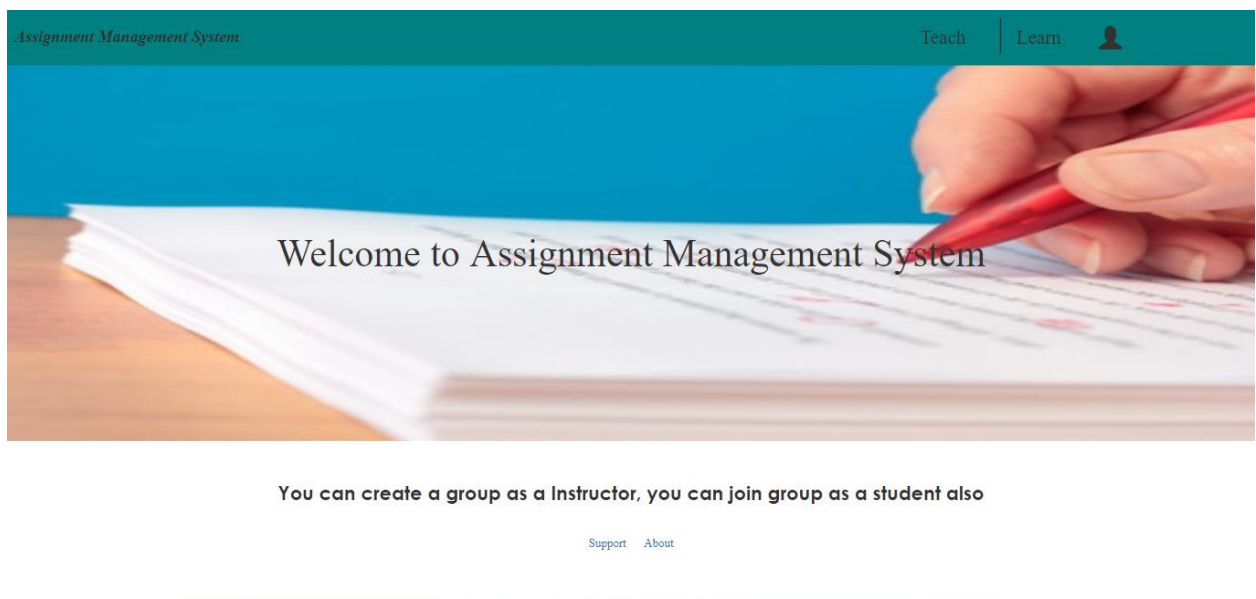 Assignment Management System
Teach
Learn
Welcome to Assignment Management System
You can create a group as a Instructor, you can join group as a student also
Support About